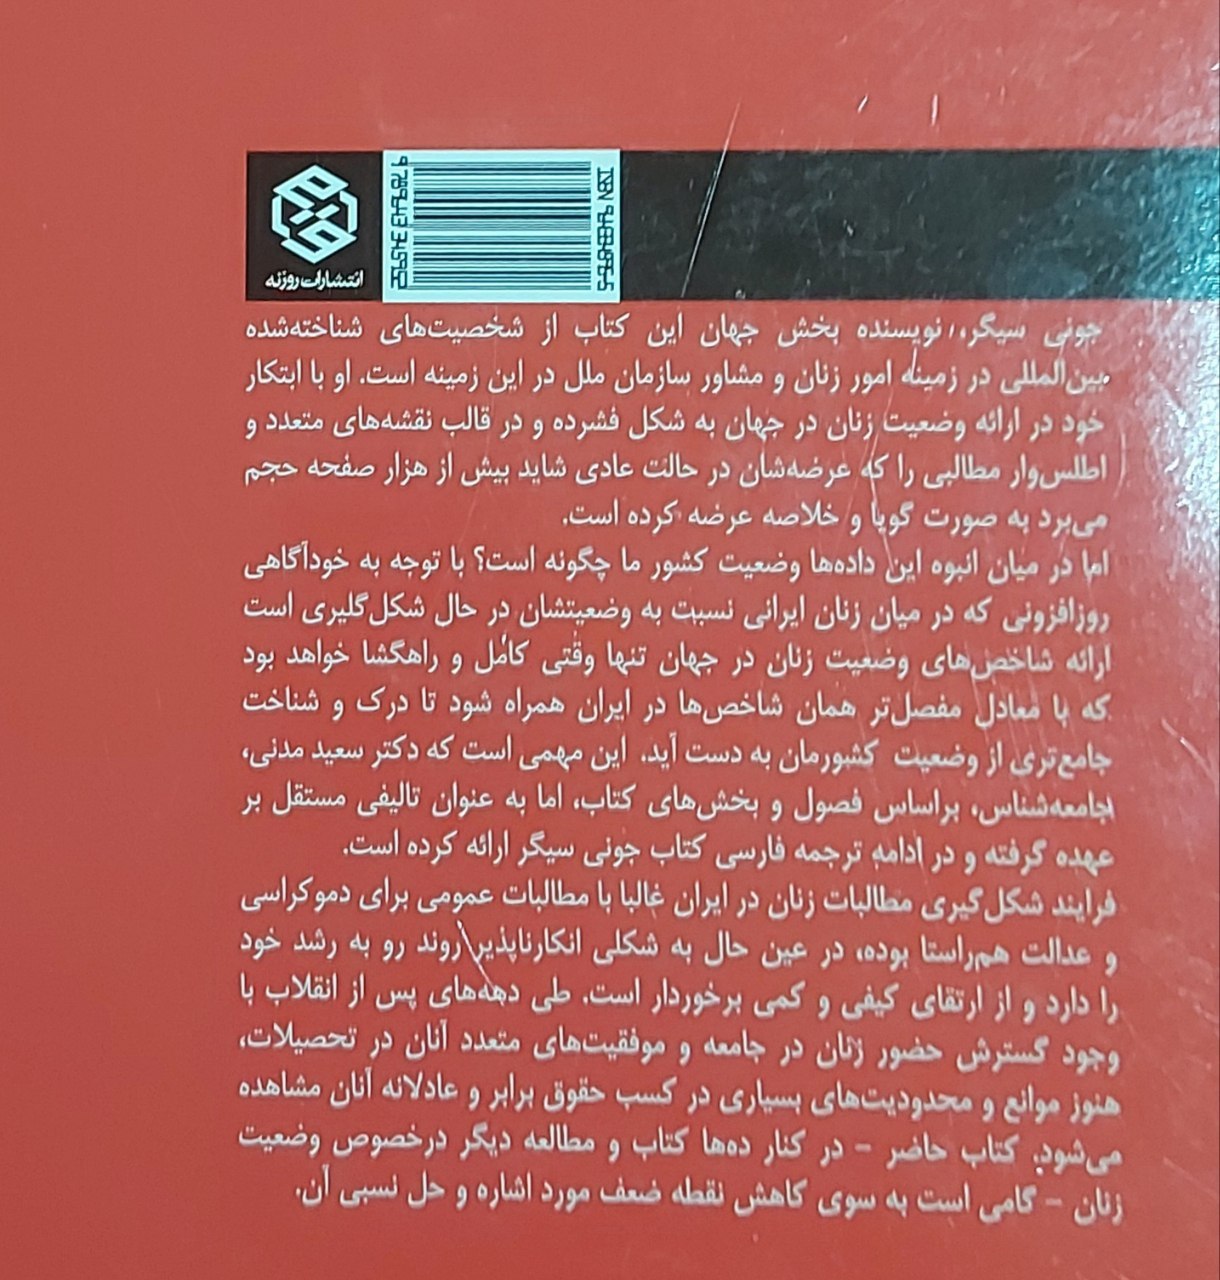 انتشارات روزنه
جونی سیگر، نویسنده بخش جهان این کتاب از شخصیت‌های شناخته‌شده
بین‌المللی در زمینه امور زنان و مشاور سازمان ملل در این زمینه است. او با ابتکار
خود در ارائه وضعیت زنان در جهان به شکل فشرده و در قالب نقشه‌های متعدد و
اطلس‌وار مطالبی را که عرضه‌شان در حالت عادی شاید بیش از هزار صفحه حجم
می‌برد به صورت گویا و خلاصه عرضه کرده است.
اما در میان انبوه این داده‌ها وضعیت کشور ما چگونه است؟ با توجه به خودآگاهی
روزافزونی که در میان زنان ایرانی نسبت به وضعیتشان در حال شکل‌گلیری است
ارائه شاخص‌های وضعیت زنان در جهان تنها وقتی کامل و راهگشا خواهد بود
که با معادل مفصل‌تر همان شاخص‌ها در ایران همراه شود تا درک و شناخت
جامع‌تری از وضعیت کشورمان به دست آید. این مهمی است که دکتر سعید مدنی،
جامعه‌شناس، براساس فصول و بخش‌های کتاب، اما به عنوان تالیفی مستقل بر
عهده گرفته و در ادامه ترجمه فارسی کتاب جونی سیگر ارائه کرده است.
فرایند شکل‌گیری مطالبات زنان در ایران غالبا با مطالبات عمومی برای دموکراسی
و عدالت هم‌راستا بوده، در عین حال به شکلی انکارناپذیر روند رو به رشد خود
را دارد و از ارتقای کیفی و کمی برخوردار است. طی دهه‌های پس از انقلاب با
وجود گسترش حضور زنان در جامعه و موفقیت‌های متعدد آنان در تحصیلات،
هنوز موانع و محدودیت‌های بسیاری در کسب حقوق برابر و عادلانه آنان مشاهده
می‌شود. کتاب حاضر - در کنار ده‌ها کتاب و مطالعه دیگر درخصوص وضعیت
زنان - گامی است به سوی کاهش نقطه ضعف مورد اشاره و حل نسبی آن.